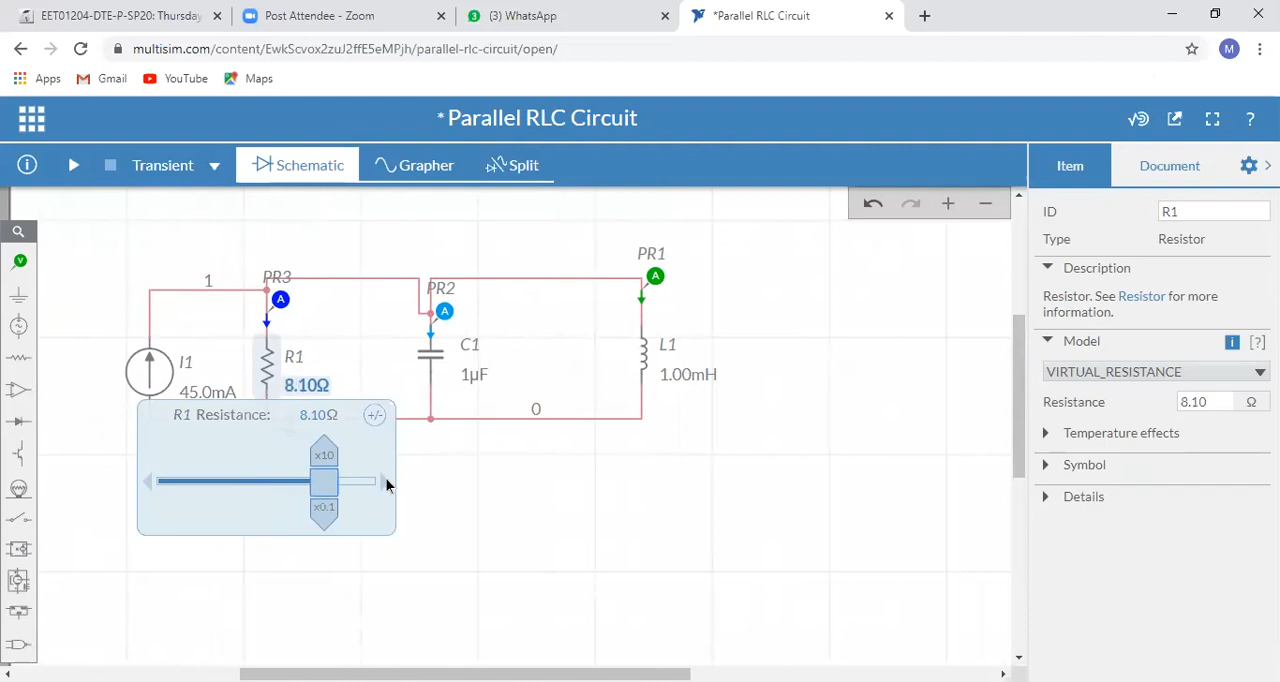 EET01204-DTE-P-SP20: Thursday
Post Attendee - Zoom
3
(3) WhatsApp
*Parallel RLC Circuit
multisim.com/content/EwkScvox2zuJ2ffE5eMPjh/parallel-rlc-circuit/open/
M
Apps
Gmail
YouTube
Maps
*Parallel RLC Circuit
?
i
Transient
Schematic
Grapher
Split
Item
Document
V
1
PR3
A
PR2
A
PR1
A
I1
45.0mA
R1
8.10Ω
C1
1µF
L1
1.00mH
0
R1 Resistance:
8.10Ω
+/-
x10
x0.1
ID
R1
Type
Resistor
Description
Resistor. See Resistor for more
information.
Model
i
[?]
VIRTUAL_RESISTANCE
Resistance
8.10
Ω
Temperature effects
Symbol
Details